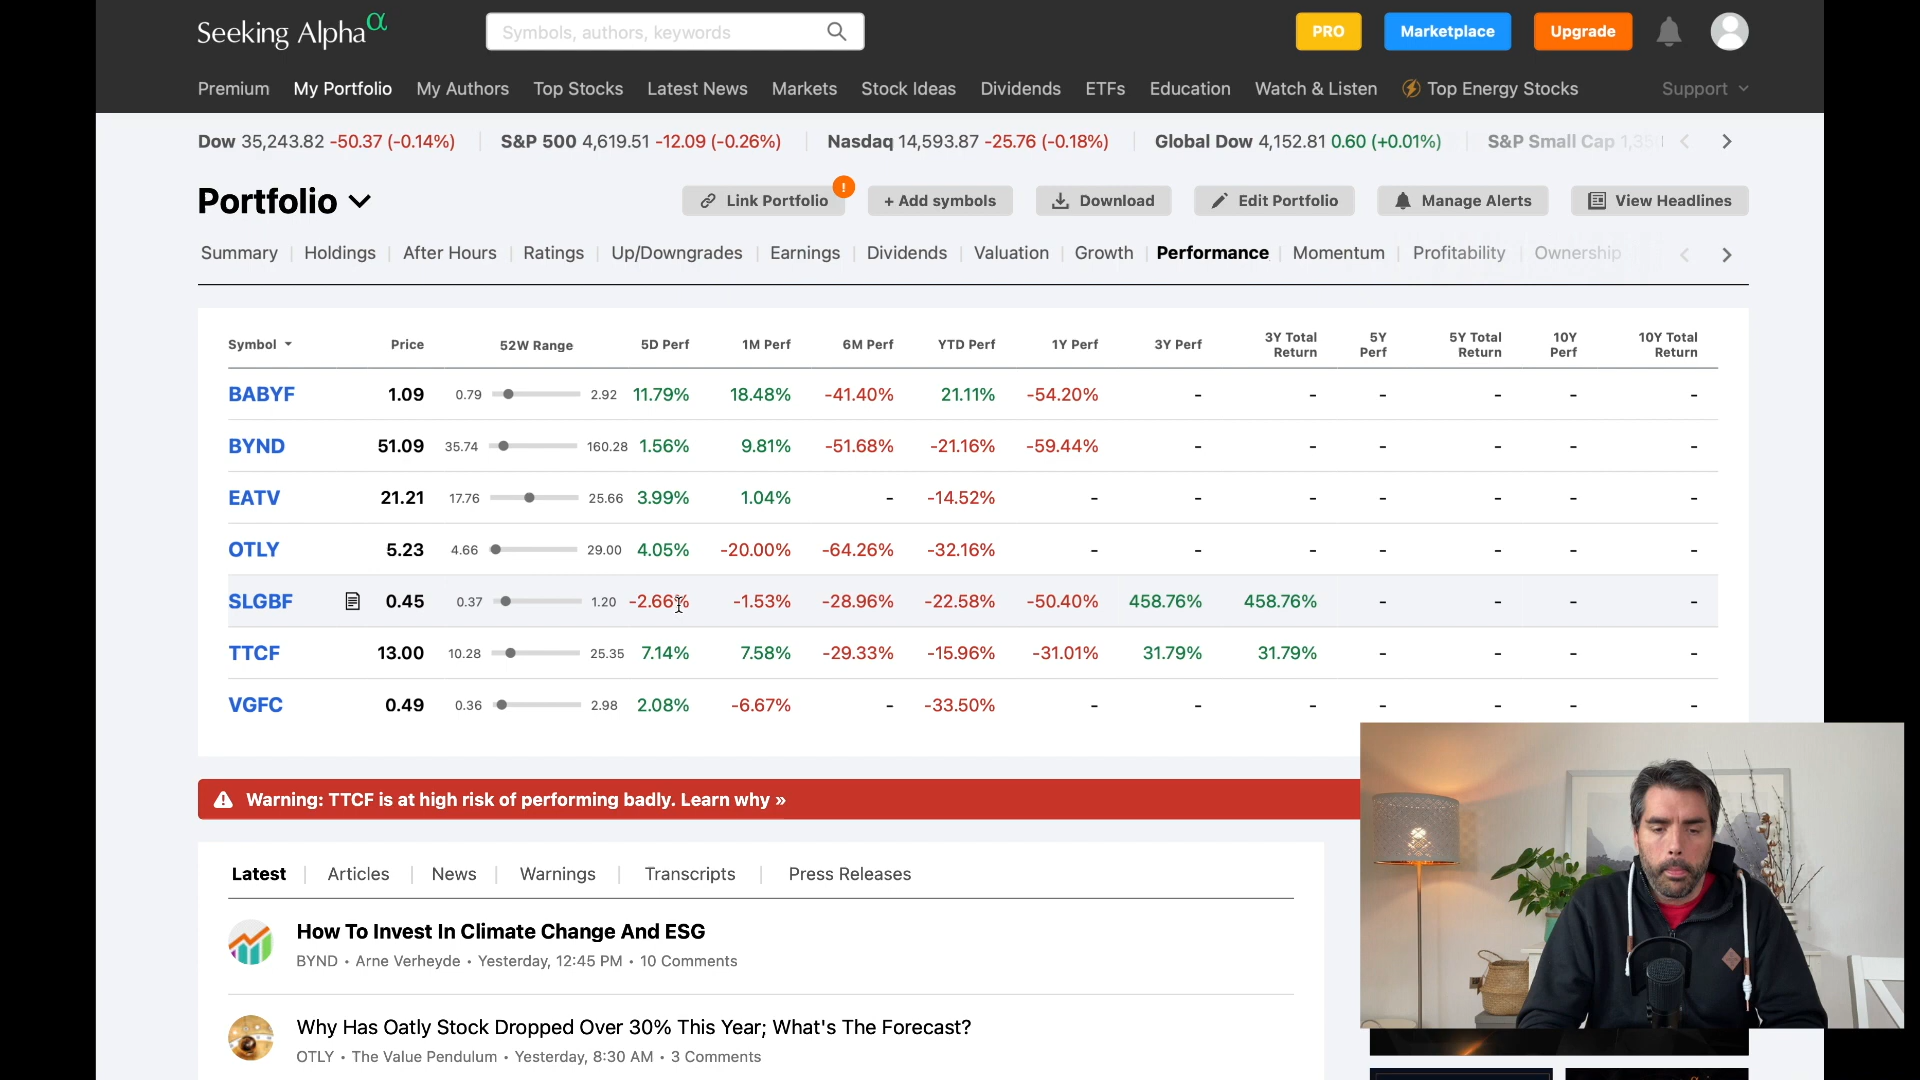 Seeking Alpha α
Symbols, authors, keywords
PRO
Marketplace
Upgrade
Premium My Portfolio My Authors Top Stocks Latest News Markets Stock Ideas Dividends ETFs Education Watch & Listen Top Energy Stocks Support
Dow 35,243.82 -50.37 (-0.14%) S&P 500 4,619.51 -12.09 (-0.26%) Nasdaq 14,593.87 -25.76 (-0.18%) Global Dow 4,152.81 0.60 (+0.01%) S&P Small Cap
Portfolio
Link Portfolio ! + Add symbols Download Edit Portfolio Manage Alerts View Headlines
Summary Holdings After Hours Ratings Up/Downgrades Earnings Dividends Valuation Growth Performance Momentum Profitability Ownership
Symbol Price 52W Range 5D Perf 1M Perf 6M Perf YTD Perf 1Y Perf 3Y Perf 3Y Total Return 5Y Perf 5Y Total Return 10Y Perf 10Y Total Return
BABYF 1.09 0.79 2.92 11.79% 18.48% -41.40% 21.11% -54.20% - - - - - -
BYND 51.09 35.74 160.28 1.56% 9.81% -51.68% -21.16% -59.44% - - - - - -
EATV 21.21 17.76 25.66 3.99% 1.04% - -14.52% - - - - - - -
OTLY 5.23 4.66 29.00 4.05% -20.00% -64.26% -32.16% - - - - - - -
SLGBF 0.45 0.37 1.20 -2.66% -1.53% -28.96% -22.58% -50.40% 458.76% 458.76% - - - -
TTCF 13.00 10.28 25.35 7.14% 7.58% -29.33% -15.96% -31.01% 31.79% 31.79% - - - -
VGFC 0.49 0.36 2.98 2.08% -6.67% - -33.50% - - - - - - -
Warning: TTCF is at high risk of performing badly. Learn why »
Latest Articles News Warnings Transcripts Press Releases
How To Invest In Climate Change And ESG
BYND • Arne Verheyde • Yesterday, 12:45 PM • 10 Comments
Why Has Oatly Stock Dropped Over 30% This Year; What's The Forecast?
OTLY • The Value Pendulum • Yesterday, 8:30 AM • 3 Comments